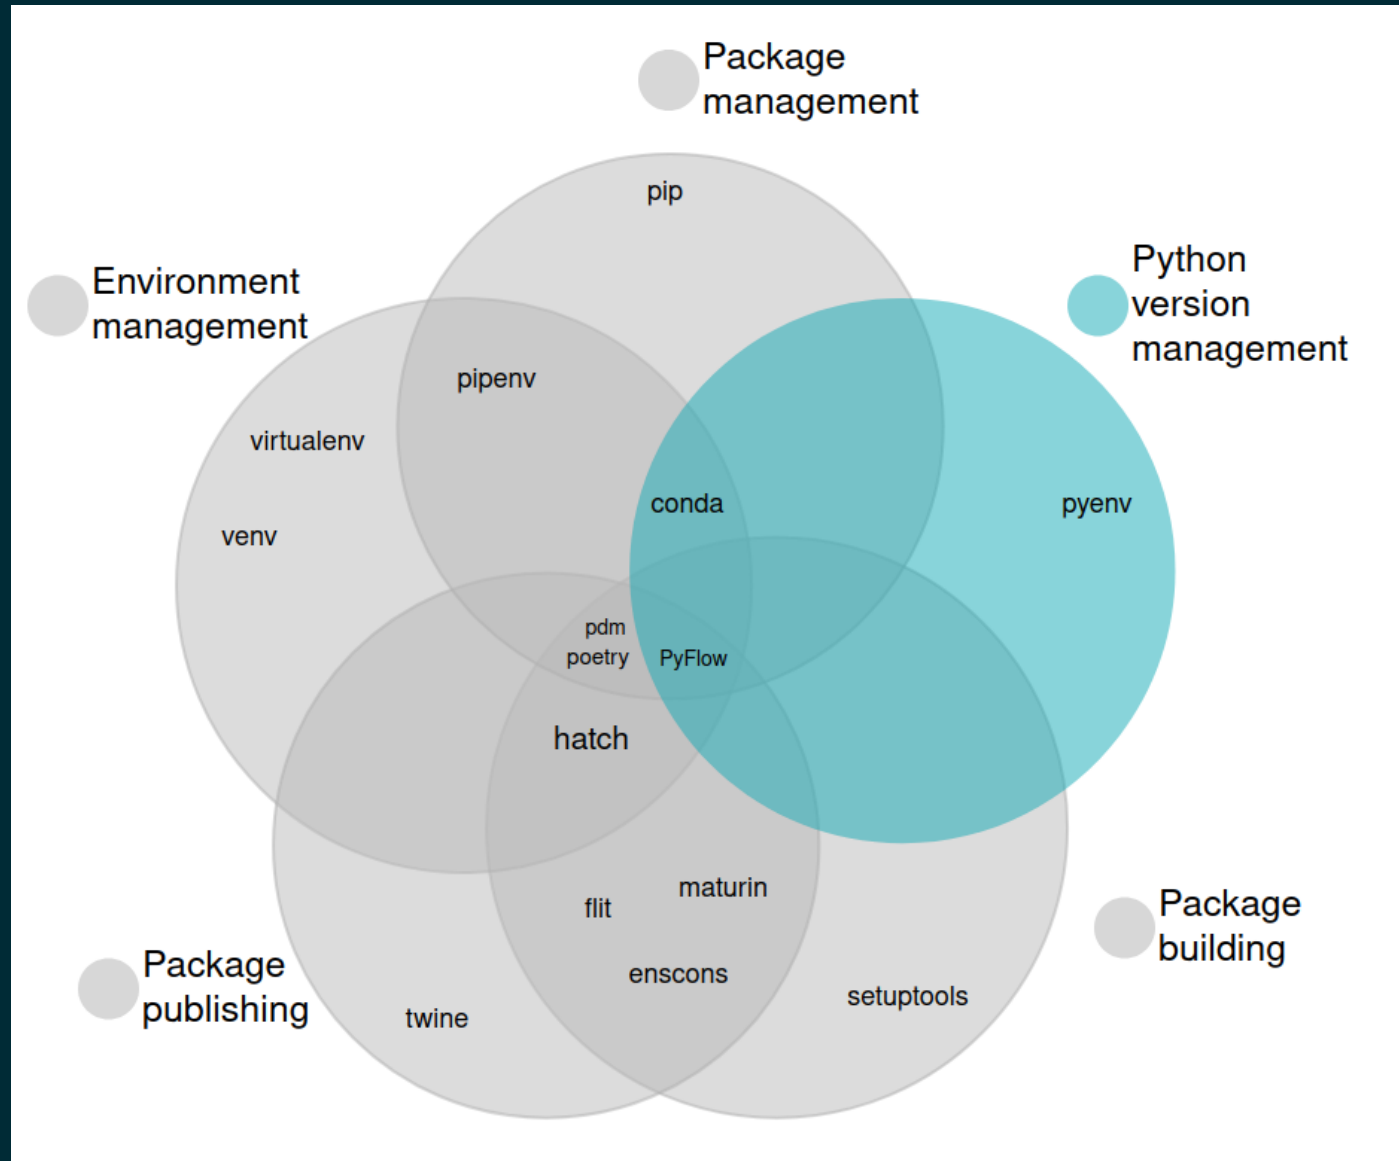 Package
management
pip
Python
version
management
Environment
management
pipenv
virtualenv
conda
pyenv
venv
pdm
poetry
PyFlow
hatch
maturin
flit
Package
building
enscons
setuptools
Package
publishing
twine